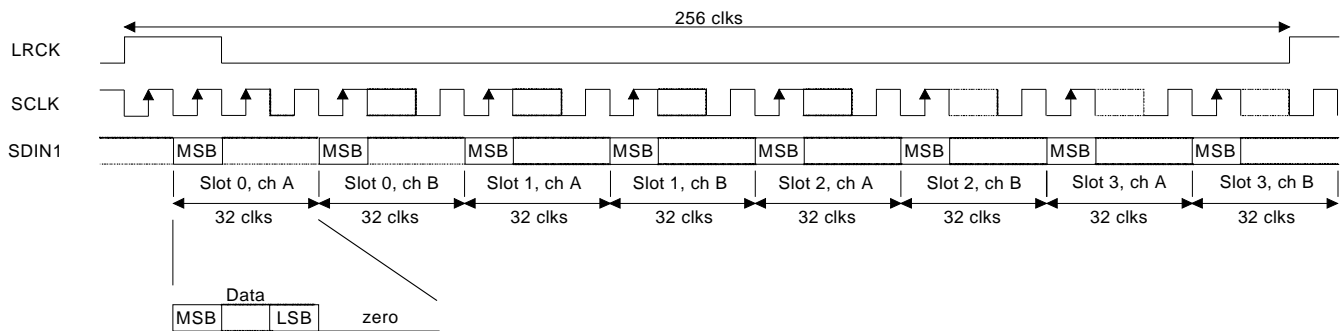 256 clks
LRCK
SCLK
SDIN1
MSB MSB MSB MSB MSB MSB MSB MSB
Slot 0, ch A Slot 0, ch B Slot 1, ch A Slot 1, ch B Slot 2, ch A Slot 2, ch B Slot 3, ch A Slot 3, ch B
32 clks 32 clks 32 clks 32 clks 32 clks 32 clks 32 clks 32 clks
Data
MSB LSB zero